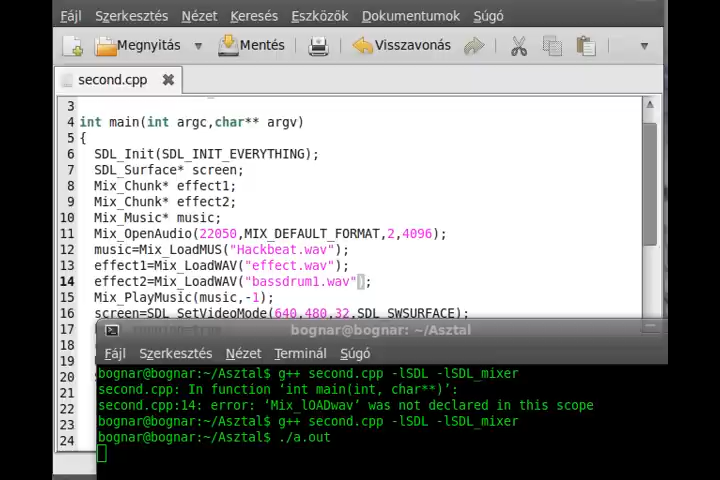 Fájl Szerkesztés Nézet Keresés Eszközök Dokumentumok Súgó
Megnyitás Mentés Visszavonás
second.cpp
3
4 int main(int argc,char** argv)
5 {
6 SDL_Init(SDL_INIT_EVERYTHING);
7 SDL_Surface* screen;
8 Mix_Chunk* effect1;
9 Mix_Chunk* effect2;
10 Mix_Music* music;
11 Mix_OpenAudio(22050,MIX_DEFAULT_FORMAT,2,4096);
12 music=Mix_LoadMUS("Hackbeat.wav");
13 effect1=Mix_LoadWAV("effect.wav");
14 effect2=Mix_LoadWAV("bassdrum1.wav");
15 Mix_PlayMusic(music,-1);
16 screen=SDL_SetVideoMode(640,480,32,SDL_SWSURFACE);
17
18
19
20
21
22
23
24
bognar@bognar: ~/Asztal
Fájl Szerkesztés Nézet Terminál Súgó
bognar@bognar:~/Asztal$ g++ second.cpp -lSDL -lSDL_mixer
second.cpp: In function ‘int main(int, char**)’:
second.cpp:14: error: ‘Mix_lOADwav’ was not declared in this scope
bognar@bognar:~/Asztal$ g++ second.cpp -lSDL -lSDL_mixer
bognar@bognar:~/Asztal$ ./a.out